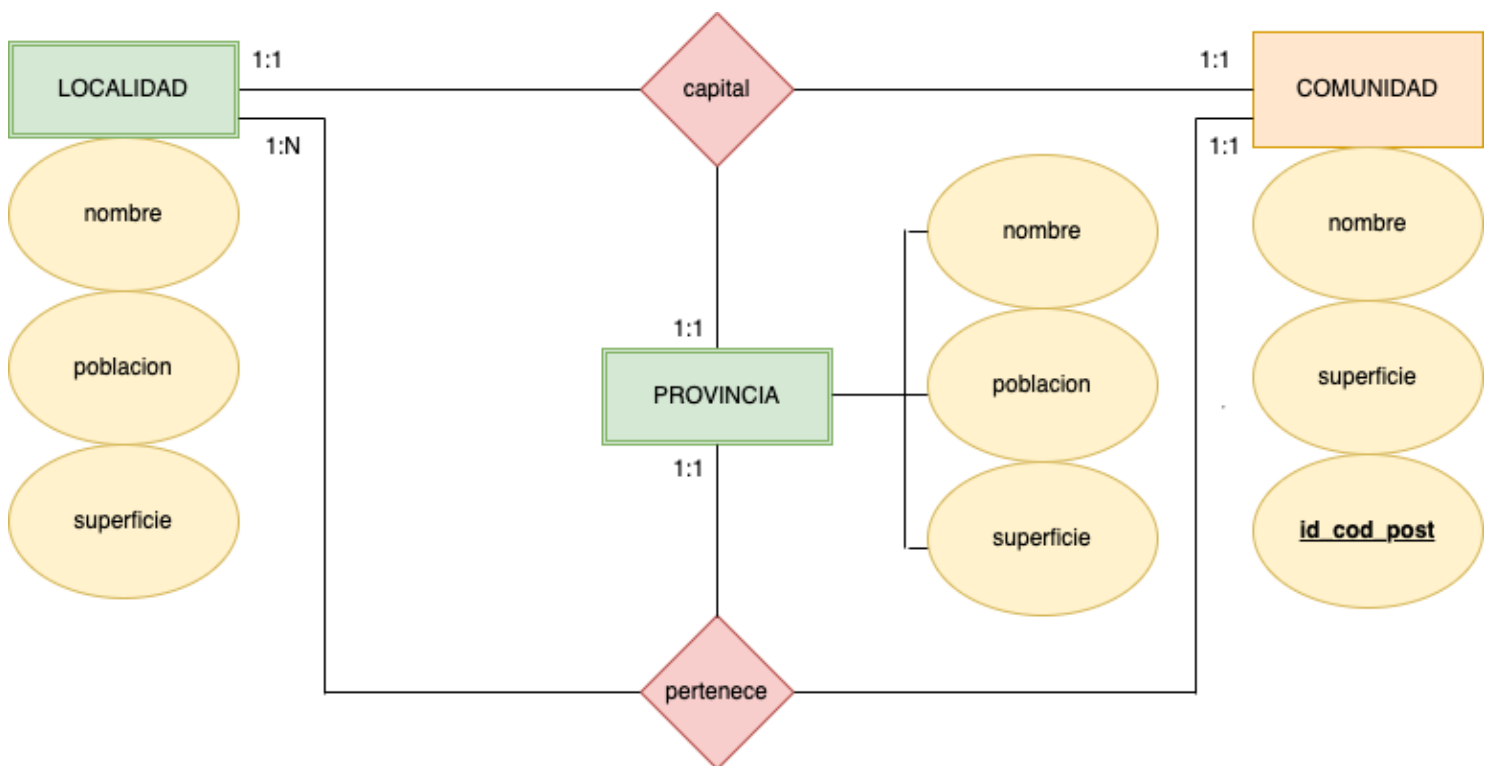 1:1
capital
1:1
LOCALIDAD
COMUNIDAD
1:N
1:1
nombre
nombre
nombre
poblacion
1:1
superficie
PROVINCIA
poblacion
1:1
superficie
superficie
id_cod_post
pertenece